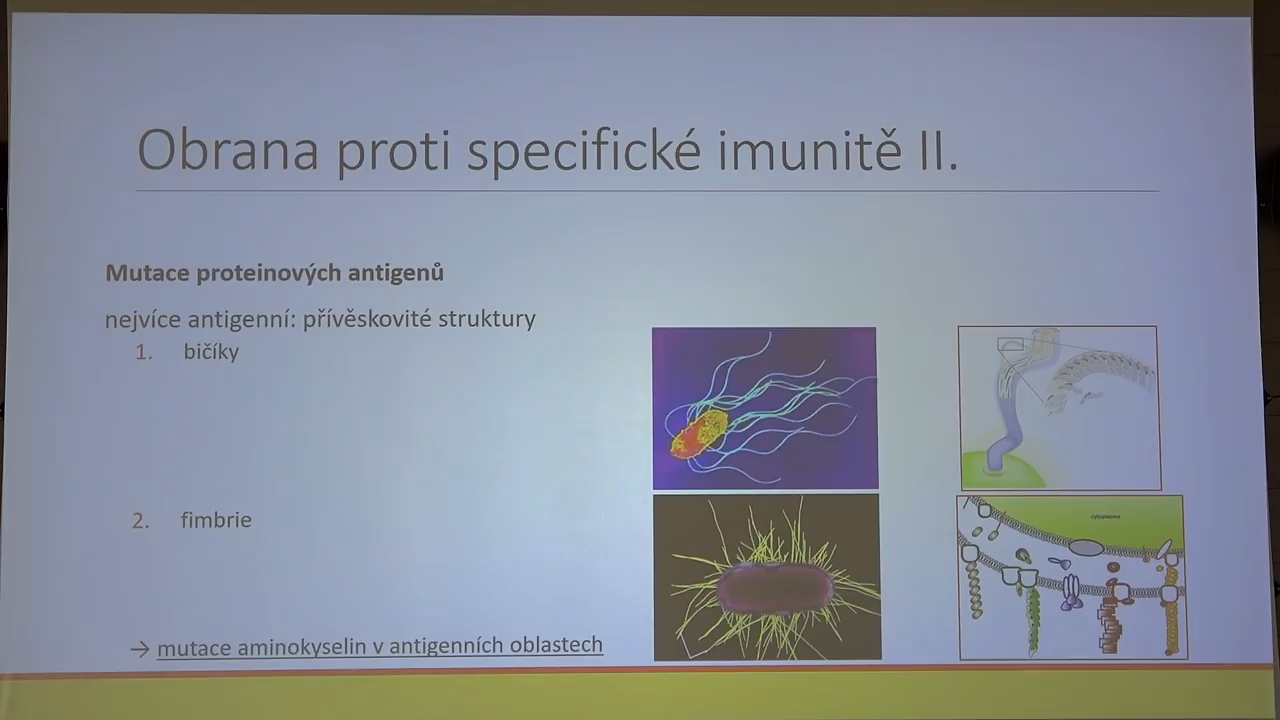 Obrana proti specifické imunitě II.
Mutace proteinových antigenů
nejvíce antigenní: přívěskovité struktury
1. bičíky
2. fimbrie
→ mutace aminokyselin v antigenních oblastech